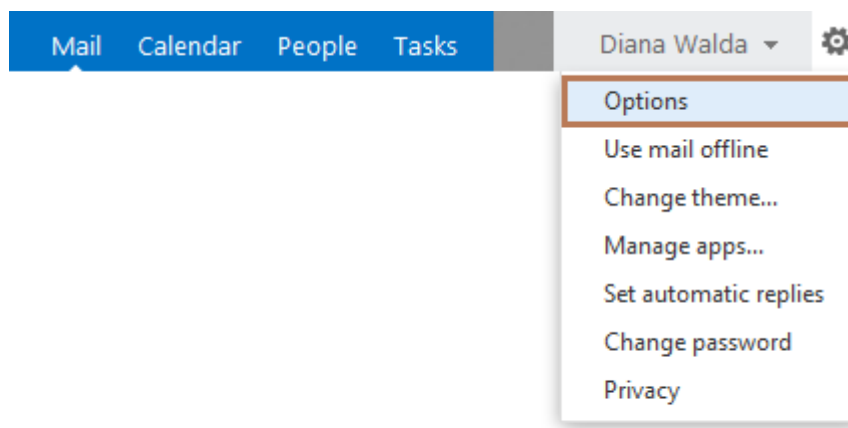 Mail Calendar People Tasks Diana Walda
Options
Use mail offline
Change theme...
Manage apps...
Set automatic replies
Change password
Privacy